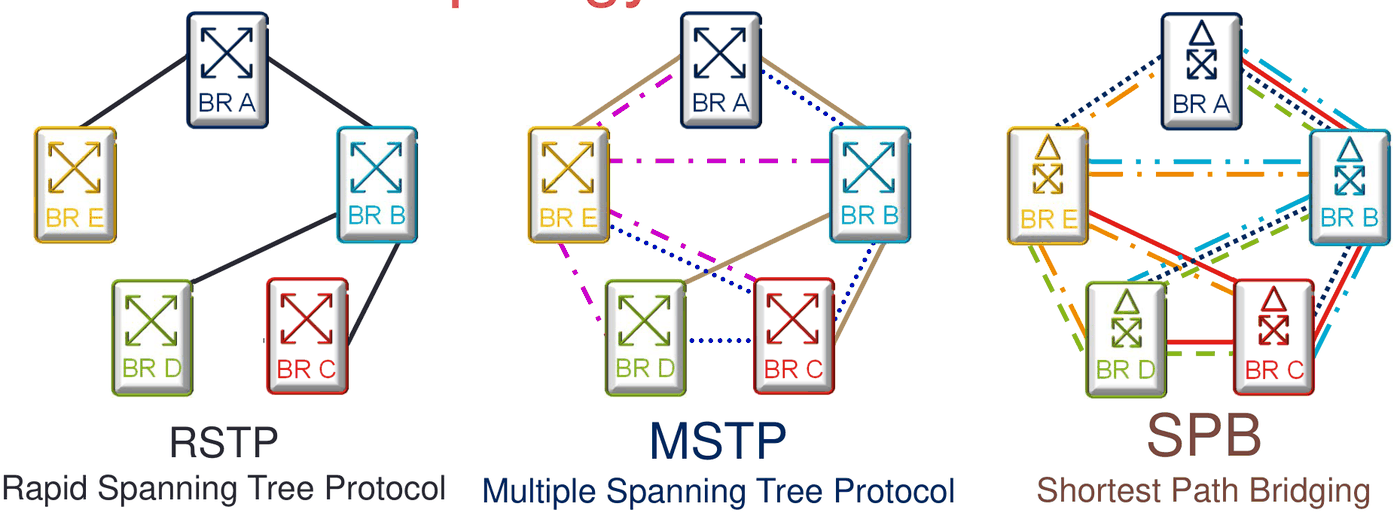 BR A
BR E
BR B
BR D
BR C
RSTP
Rapid Spanning Tree Protocol
BR A
BR E
BR B
BR D
BR C
MSTP
Multiple Spanning Tree Protocol
BR A
BR E
BR B
BR D
BR C
SPB
Shortest Path Bridging